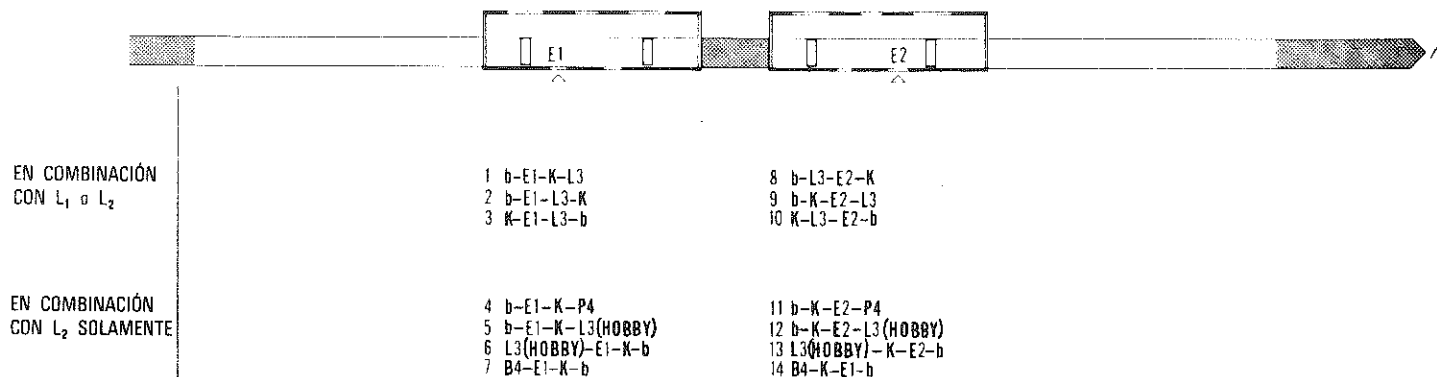 E1 E2
EN COMBINACIÓN
CON L₁ o L₂
1 b-E1-K-L3
2 b-E1-L3-K
3 K-E1-L3-b
8 b-L3-E2-K
9 b-K-E2-L3
10 K-L3-E2-b
EN COMBINACIÓN
CON L₂ SOLAMENTE
4 b-E1-K-P4
5 b-E1-K-L3(HOBBY)
6 L3(HOBBY)-E1-K-b
7 B4-E1-K-b
11 b-K-E2-P4
12 b-K-E2-L3(HOBBY)
13 L3(HOBBY)-K-E2-b
14 B4-K-E1-b